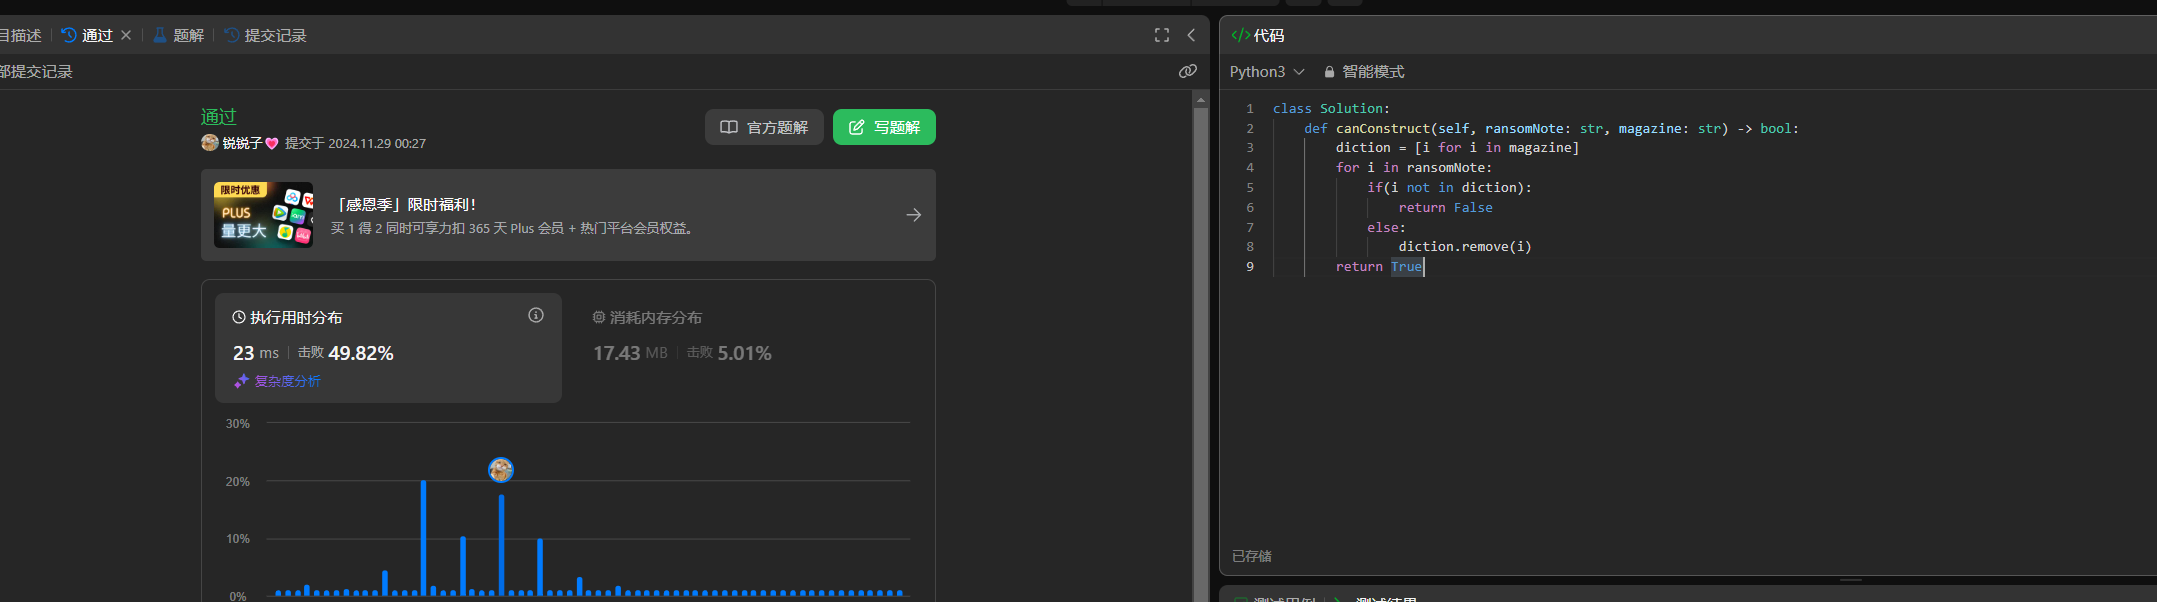 目描述 通过 题解 提交记录
部提交记录
通过
锐锐子 提交于 2024.11.29 00:27
官方题解 写题解
限时优惠
PLUS
量更大
「感恩季」限时福利！
买 1 得 2 同时可享力扣 365 天 Plus 会员 + 热门平台会员权益。
执行用时分布
23 ms 击败 49.82%
复杂度分析
消耗内存分布
17.43 MB 击败 5.01%
30%
20%
10%
0%
</> 代码
Python3 智能模式
1 class Solution:
2 def canConstruct(self, ransomNote: str, magazine: str) -> bool:
3 diction = [i for i in magazine]
4 for i in ransomNote:
5 if(i not in diction):
6 return False
7 else:
8 diction.remove(i)
9 return True
已存储
测试用例 测试结果